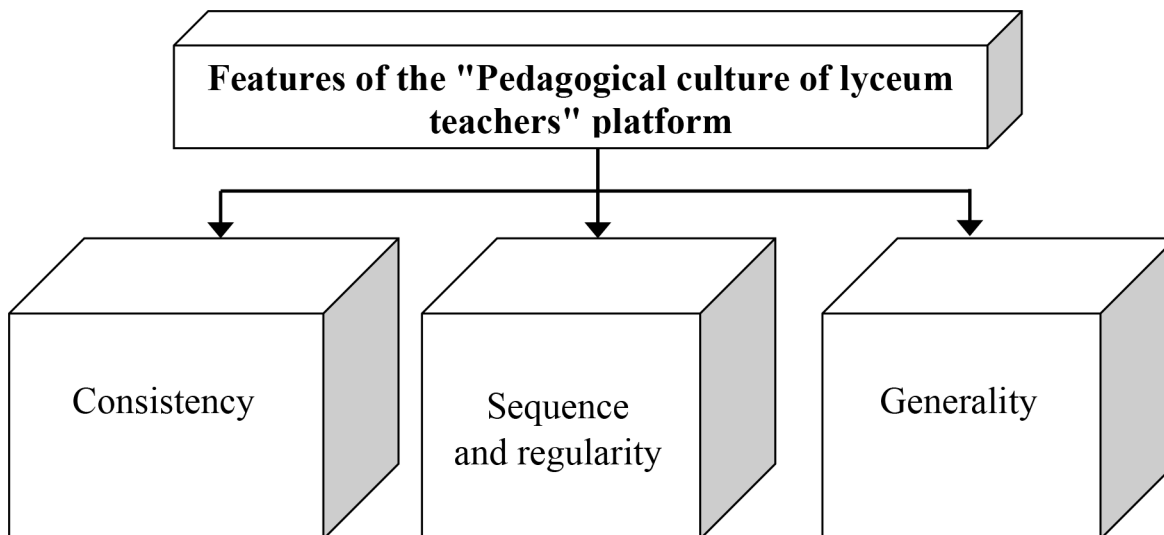 Features of the "Pedagogical culture of lyceum
teachers" platform
Consistency
Sequence
and regularity
Generality